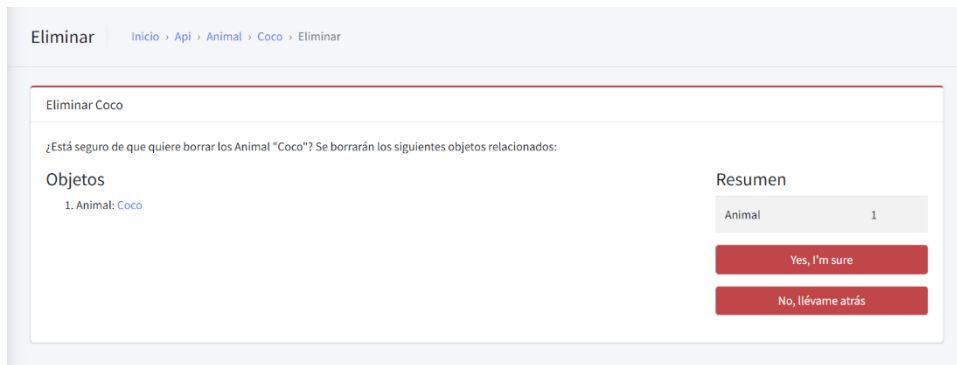 Eliminar
Inicio › Api › Animal › Coco › Eliminar
Eliminar Coco
¿Está seguro de que quiere borrar los Animal "Coco"? Se borrarán los siguientes objetos relacionados:
Objetos
1. Animal: Coco
Resumen
Animal 1
Yes, I'm sure
No, llévame atrás